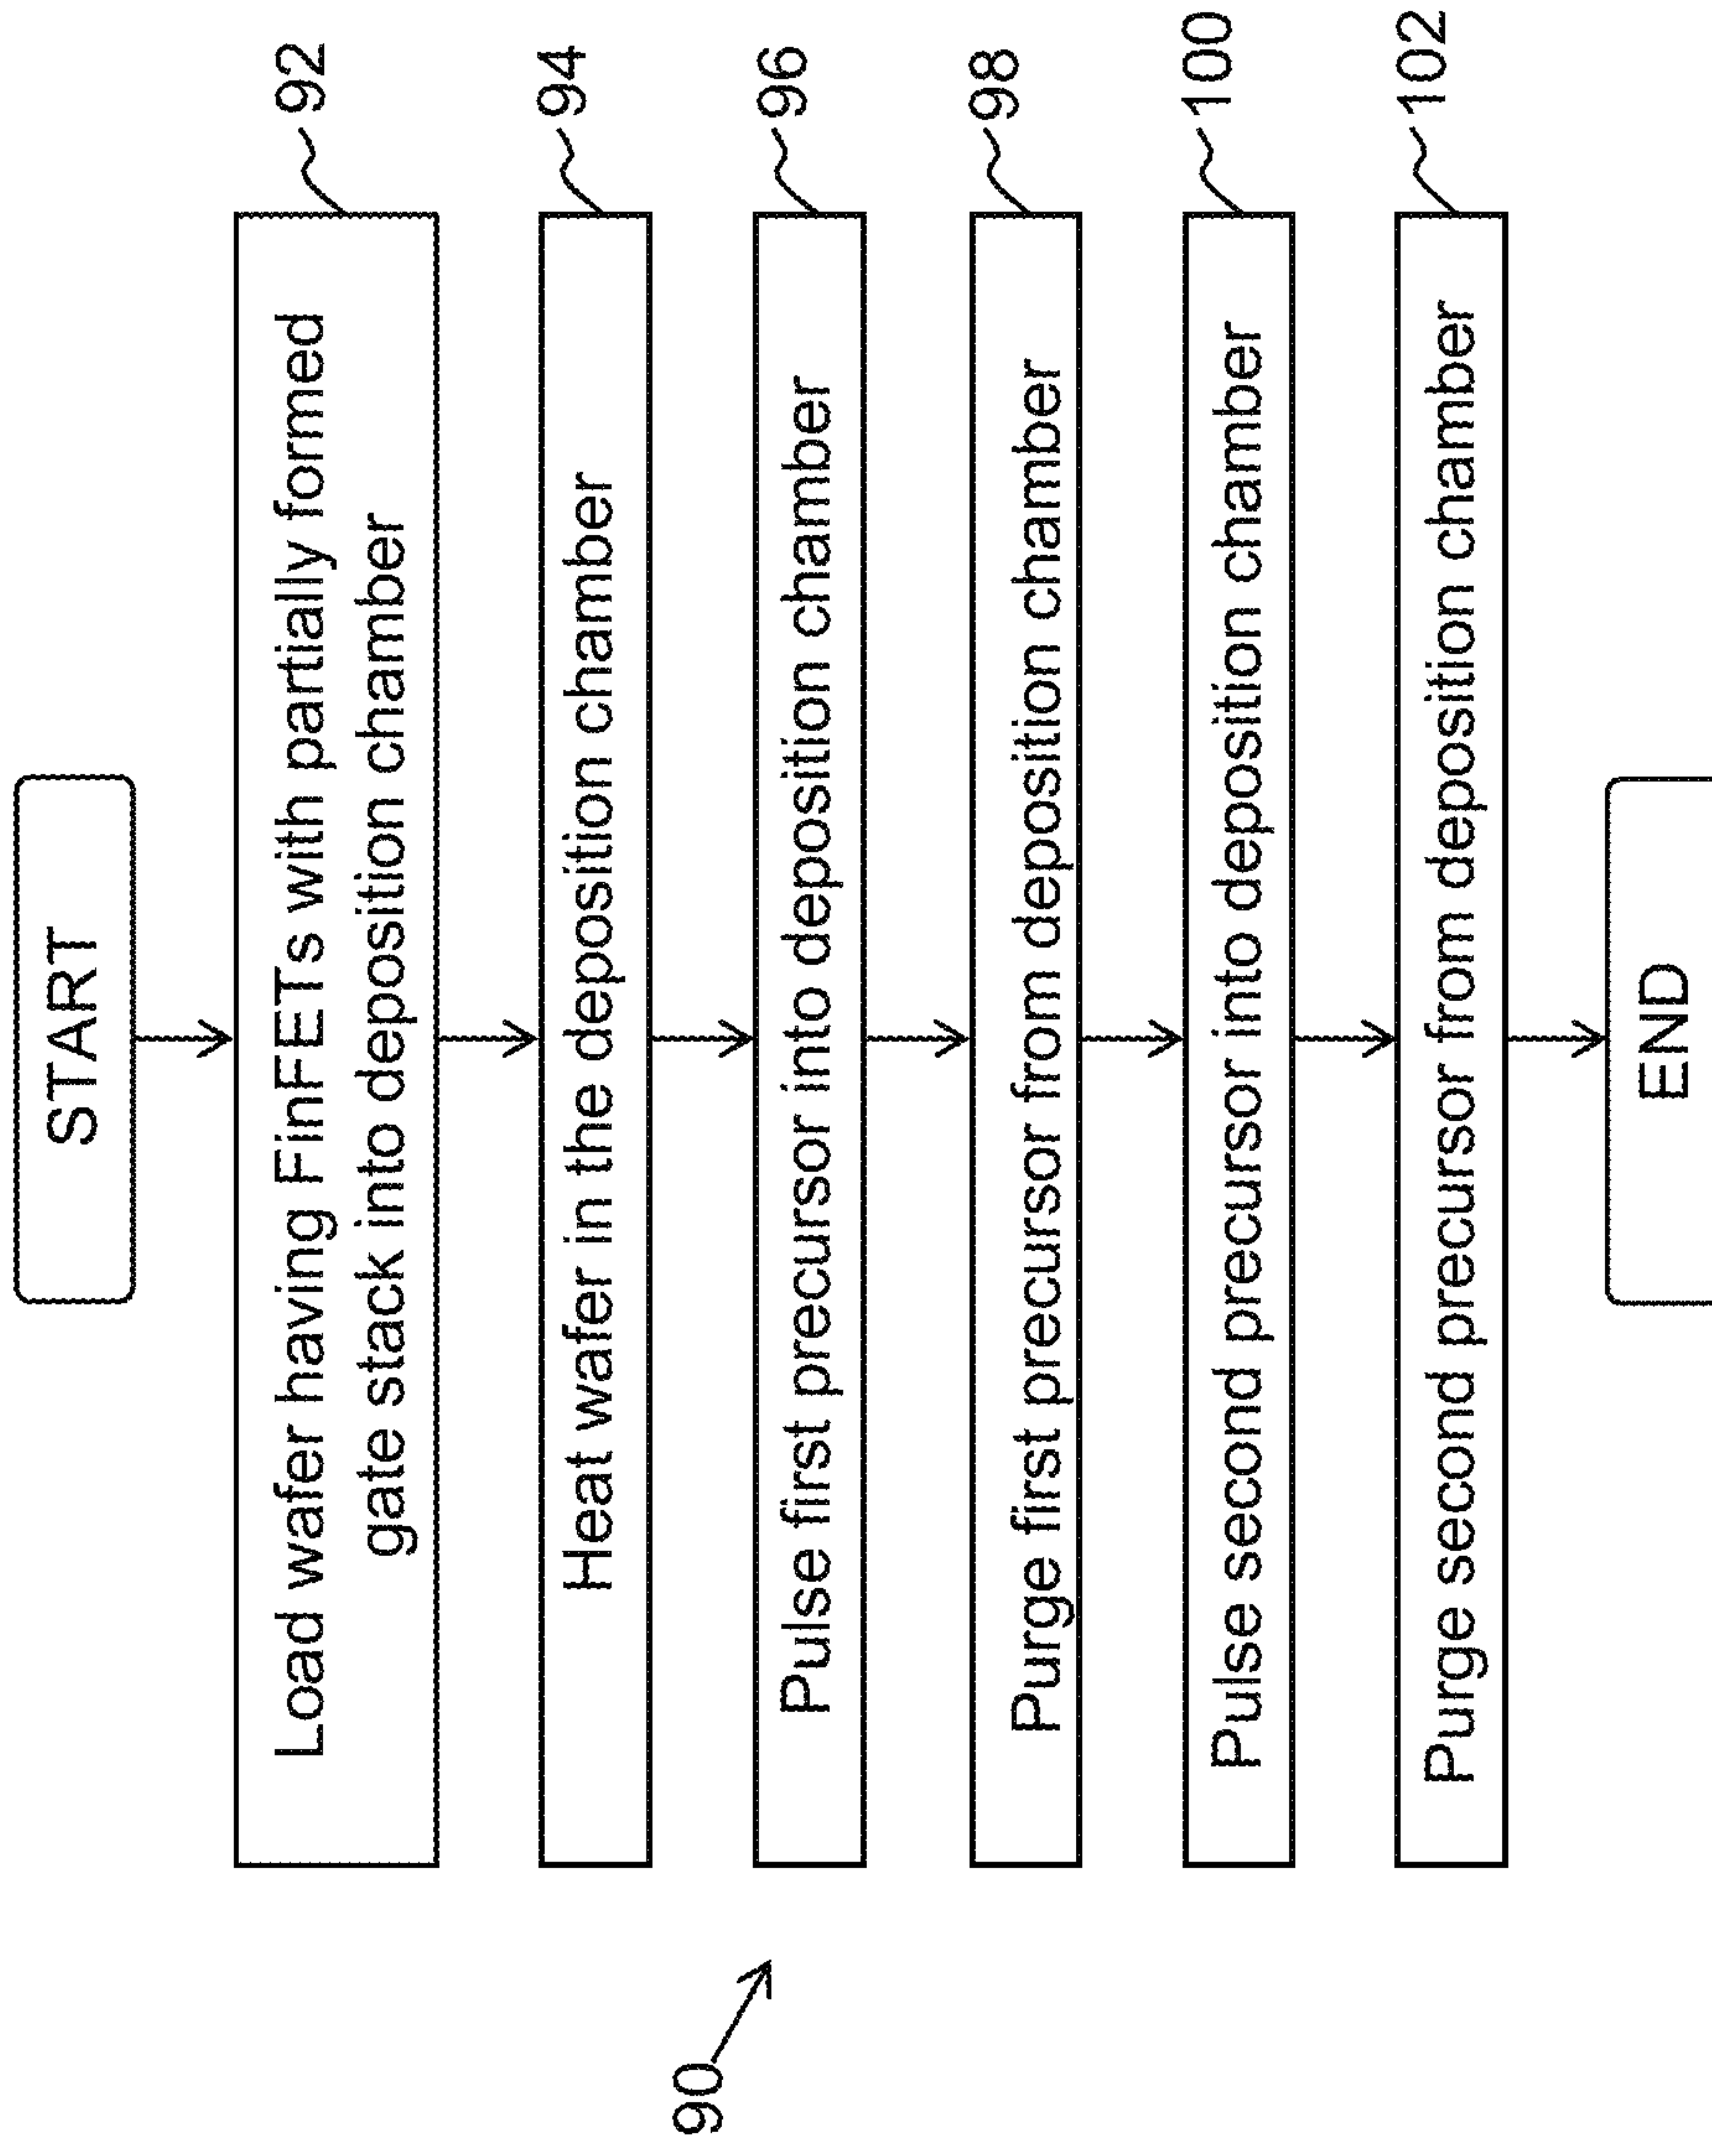 START
Load wafer having FinFETs with partially formed
gate stack into deposition chamber
92
Heat wafer in the deposition chamber
94
Pulse first precursor into deposition chamber
96
Purge first precursor from deposition chamber
98
Pulse second precursor into deposition chamber
100
Purge second precursor from deposition chamber
102
END
90